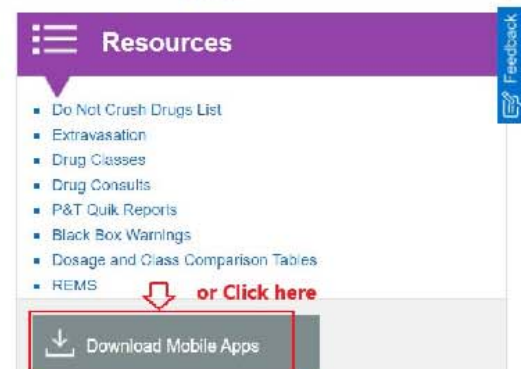 Resources
Feedback
Do Not Crush Drugs List
Extravasation
Drug Classes
Drug Consults
P&T Quik Reports
Black Box Warnings
Dosage and Class Comparison Tables
REMS
or Click here
Download Mobile Apps